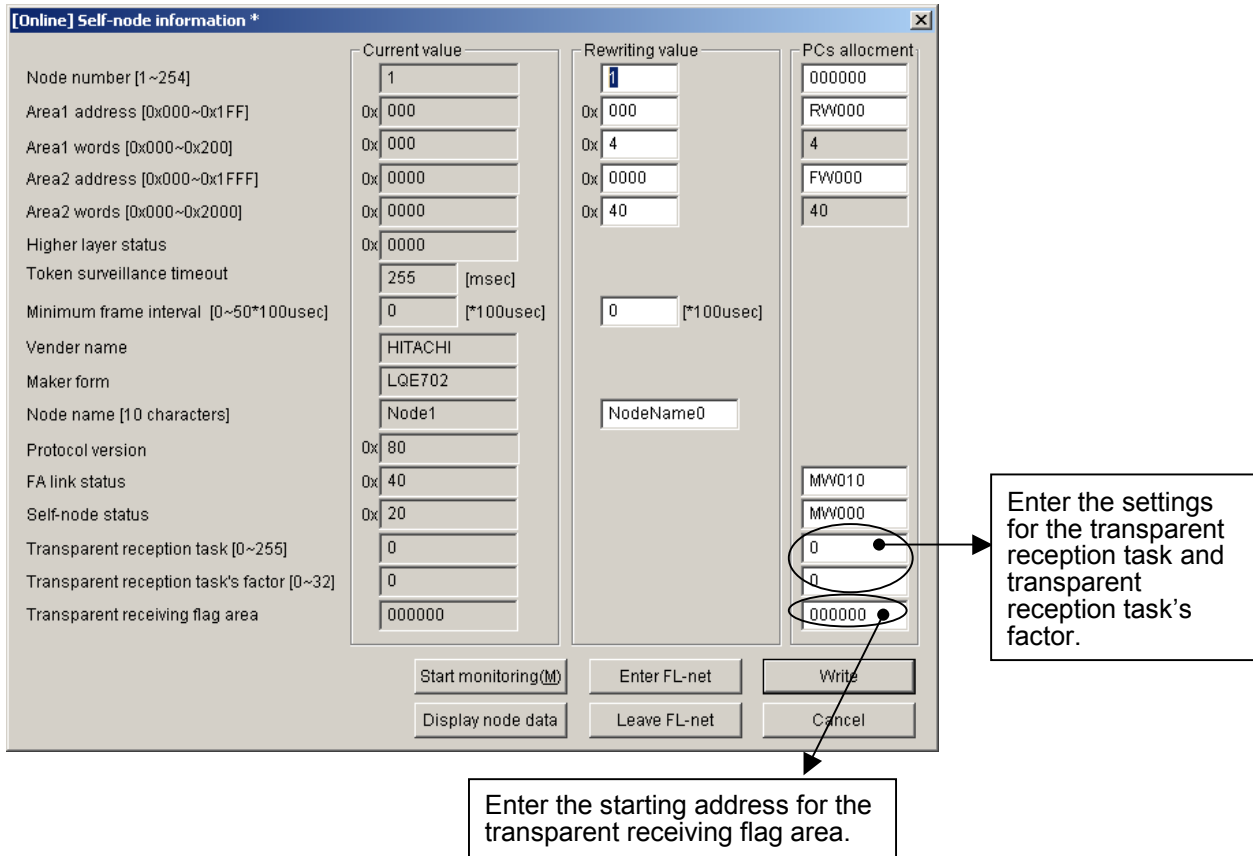 [Online] Self-node information *
Current value
Rewriting value
PCs allocment
Node number [1~254] 1 1 000000
Area1 address [0x000~0x1FF] 0x 000 0x 000 RW000
Area1 words [0x000~0x200] 0x 000 0x 4 4
Area2 address [0x000~0x1FFF] 0x 0000 0x 0000 FW000
Area2 words [0x000~0x2000] 0x 0000 0x 40 40
Higher layer status 0x 0000
Token surveillance timeout 255 [msec]
Minimum frame interval [0~50*100usec] 0 [*100usec] 0 [*100usec]
Vender name HITACHI
Maker form LQE702
Node name [10 characters] Node1 NodeName0
Protocol version 0x 80
FA link status 0x 40 MW010
Self-node status 0x 20 MW000
Transparent reception task [0~255] 0 0
Transparent reception task's factor [0~32] 0 0
Transparent receiving flag area 000000 000000
Start monitoring(M) Enter FL-net Write
Display node data Leave FL-net Cancel
Enter the settings
for the transparent
reception task and
transparent
reception task’s
factor.
Enter the starting address for the
transparent receiving flag area.